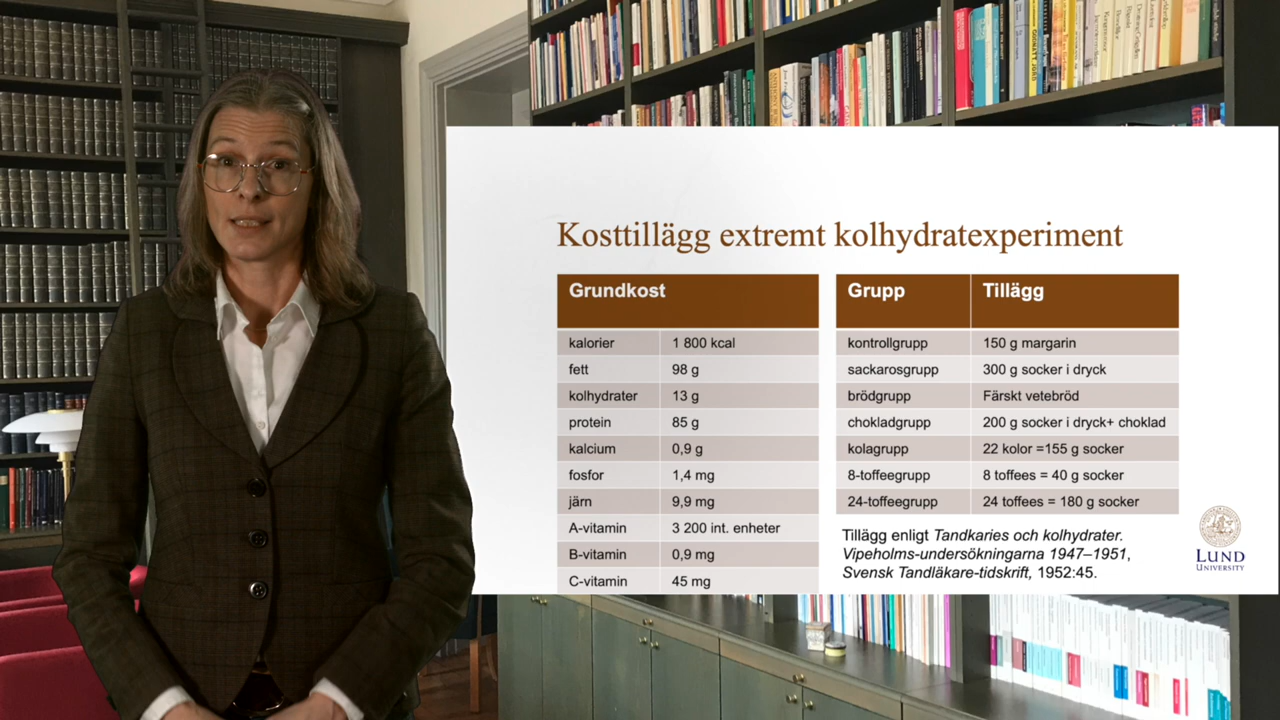 Kosttillägg extremt kolhydratexperiment
Grundkost
kalorier 1 800 kcal
fett 98 g
kolhydrater 13 g
protein 85 g
kalcium 0,9 g
fosfor 1,4 mg
järn 9,9 mg
A-vitamin 3 200 int. enheter
B-vitamin 0,9 mg
C-vitamin 45 mg
Grupp Tillägg
kontrollgrupp 150 g margarin
sackarosgrupp 300 g socker i dryck
brödgrupp Färskt vetebröd
chokladgrupp 200 g socker i dryck+ choklad
kolagrupp 22 kolor =155 g socker
8-toffeegrupp 8 toffees = 40 g socker
24-toffeegrupp 24 toffees = 180 g socker
Tillägg enligt Tandkaries och kolhydrater.
Vipeholms-undersökningarna 1947–1951,
Svensk Tandläkare-tidskrift, 1952:45.
LUND
UNIVERSITY